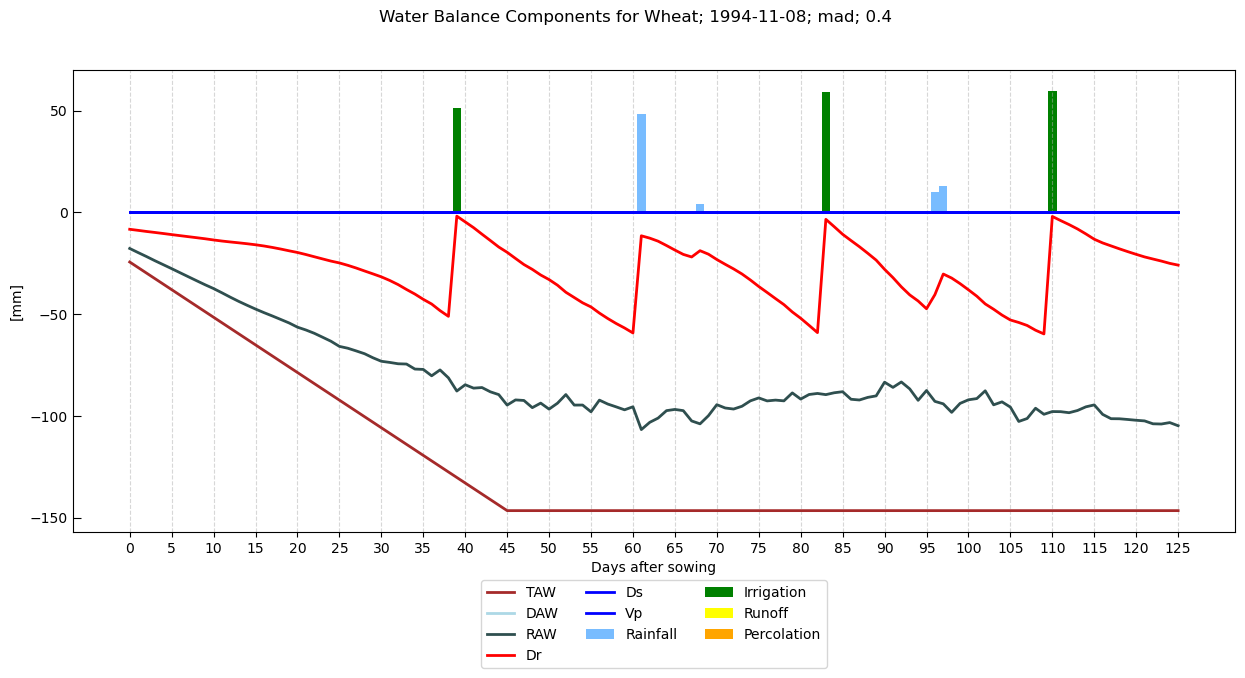 Water Balance Components for Wheat; 1994-11-08; mad; 0.4
50
0
−50
−100
−150
[mm]
0 5 10 15 20 25 30 35 40 45 50 55 60 65 70 75 80 85 90 95 100 105 110 115 120 125
Days after sowing
TAW Ds Irrigation
DAW Vp Runoff
RAW Rainfall Percolation
Dr